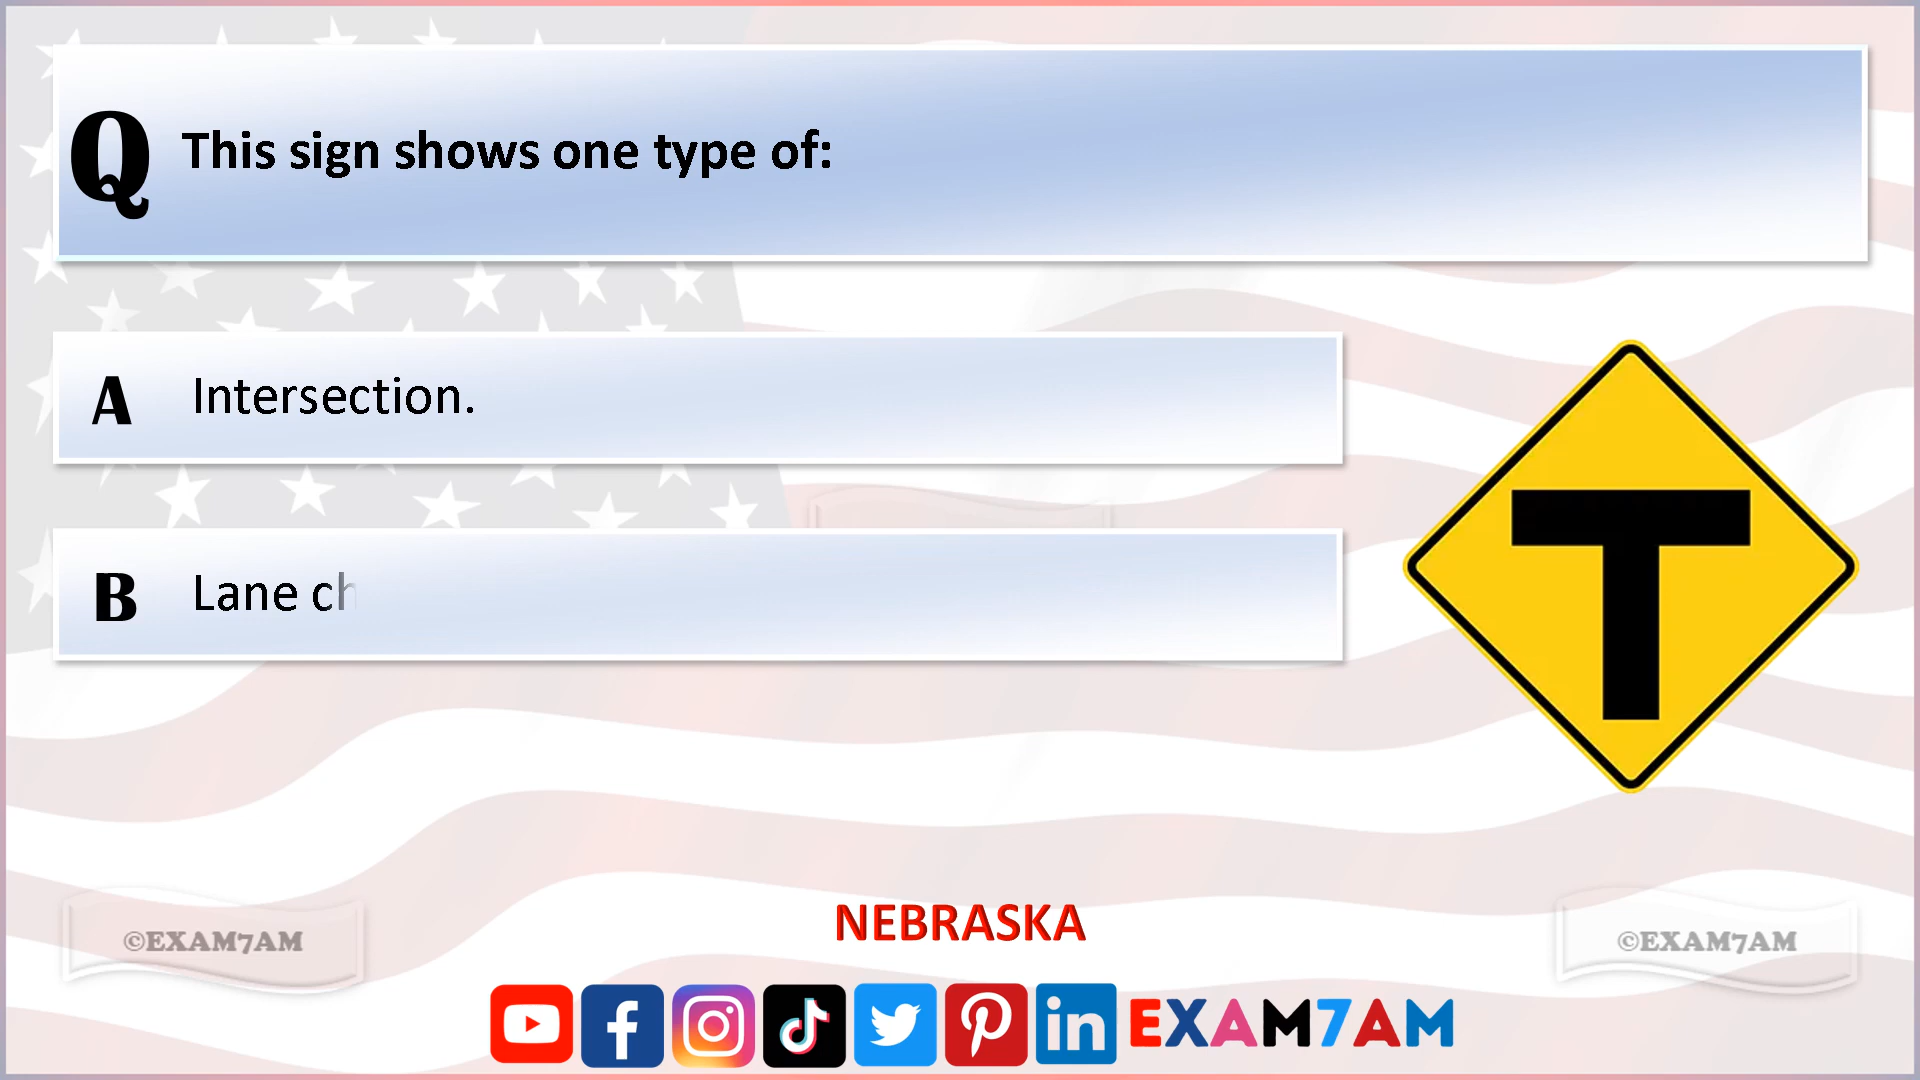 Q This sign shows one type of:
A Intersection.
B Lane ch
T
NEBRASKA
©EXAM7AM
©EXAM7AM
EXAM7AM